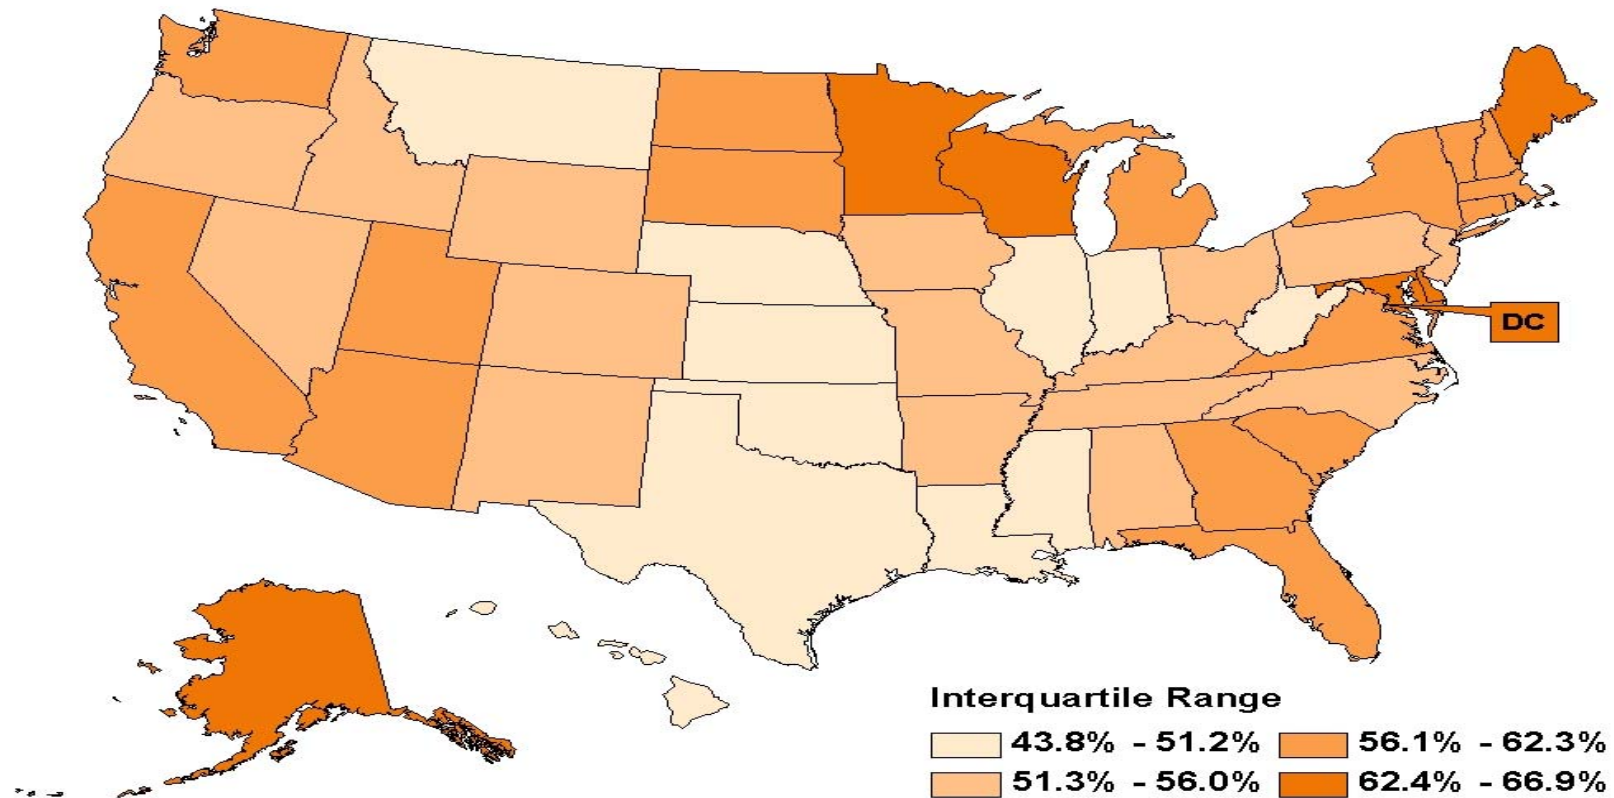 DC
Interquartile Range
43.8% - 51.2% 56.1% - 62.3%
51.3% - 56.0% 62.4% - 66.9%